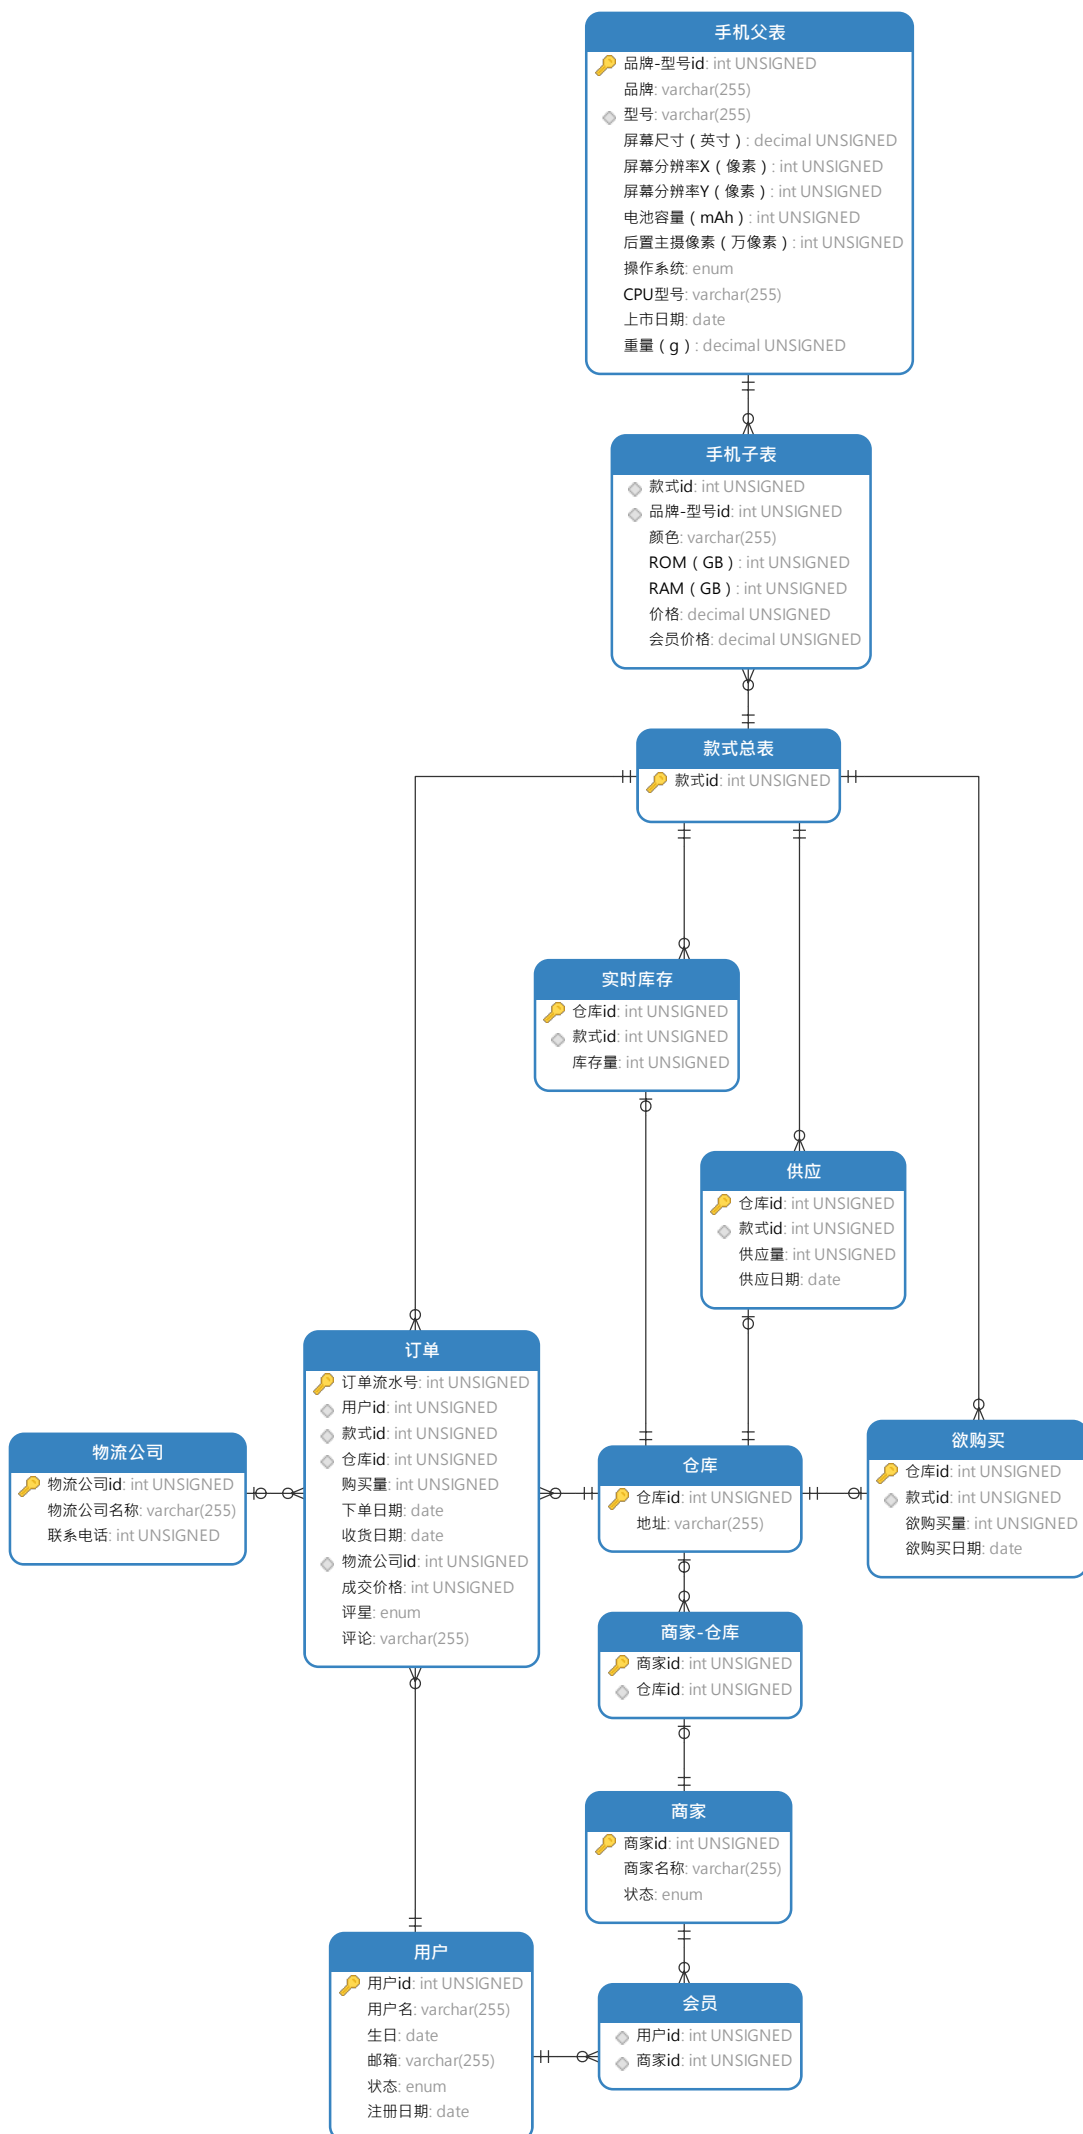 手机父表
品牌-型号id: int UNSIGNED
品牌: varchar(255)
型号: varchar(255)
屏幕尺寸（英寸）: decimal UNSIGNED
屏幕分辨率X（像素）: int UNSIGNED
屏幕分辨率Y（像素）: int UNSIGNED
电池容量（mAh）: int UNSIGNED
后置主摄像素（万像素）: int UNSIGNED
操作系统: enum
CPU型号: varchar(255)
上市日期: date
重量（g）: decimal UNSIGNED
手机子表
款式id: int UNSIGNED
品牌-型号id: int UNSIGNED
颜色: varchar(255)
ROM（GB）: int UNSIGNED
RAM（GB）: int UNSIGNED
价格: decimal UNSIGNED
会员价格: decimal UNSIGNED
款式总表
款式id: int UNSIGNED
实时库存
仓库id: int UNSIGNED
款式id: int UNSIGNED
库存量: int UNSIGNED
供应
仓库id: int UNSIGNED
款式id: int UNSIGNED
供应量: int UNSIGNED
供应日期: date
订单
订单流水号: int UNSIGNED
用户id: int UNSIGNED
款式id: int UNSIGNED
仓库id: int UNSIGNED
购买量: int UNSIGNED
下单日期: date
收货日期: date
物流公司id: int UNSIGNED
成交价格: int UNSIGNED
评星: enum
评论: varchar(255)
物流公司
物流公司id: int UNSIGNED
物流公司名称: varchar(255)
联系电话: int UNSIGNED
仓库
仓库id: int UNSIGNED
地址: varchar(255)
欲购买
仓库id: int UNSIGNED
款式id: int UNSIGNED
欲购买量: int UNSIGNED
欲购买日期: date
商家-仓库
商家id: int UNSIGNED
仓库id: int UNSIGNED
商家
商家id: int UNSIGNED
商家名称: varchar(255)
状态: enum
用户
用户id: int UNSIGNED
用户名: varchar(255)
生日: date
邮箱: varchar(255)
状态: enum
注册日期: date
会员
用户id: int UNSIGNED
商家id: int UNSIGNED